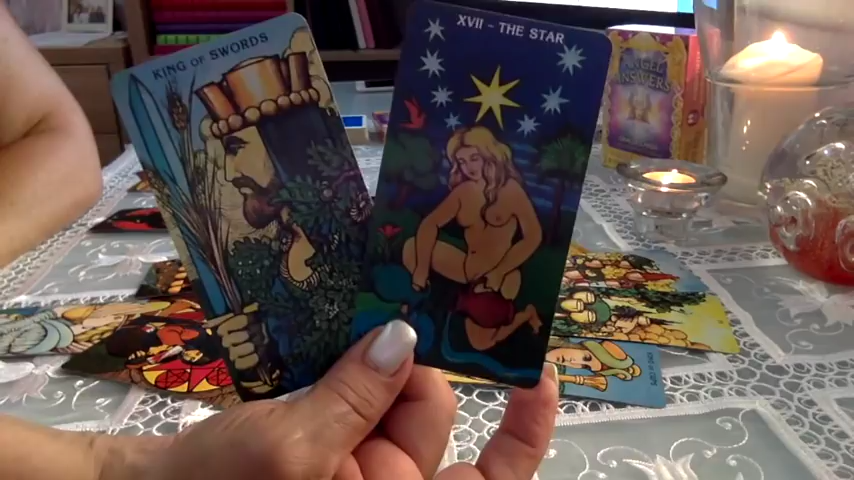 KING OF SWORDS
XVII - THE STAR
ANGEL
ANSWERS